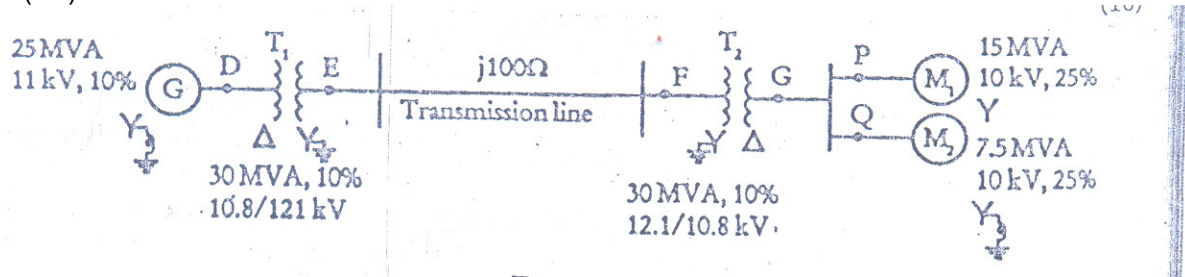 (16)
25 MVA
11 kV, 10%
G
D
T₁
E
Δ
Y
Y
30 MVA, 10%
10.8/121 kV
j100Ω
Transmission line
F
T₂
G
Y
Δ
30 MVA, 10%
12.1/10.8 kV.
P
M₁
15 MVA
10 kV, 25%
Y
Q
M₂
7.5 MVA
10 kV, 25%
Y